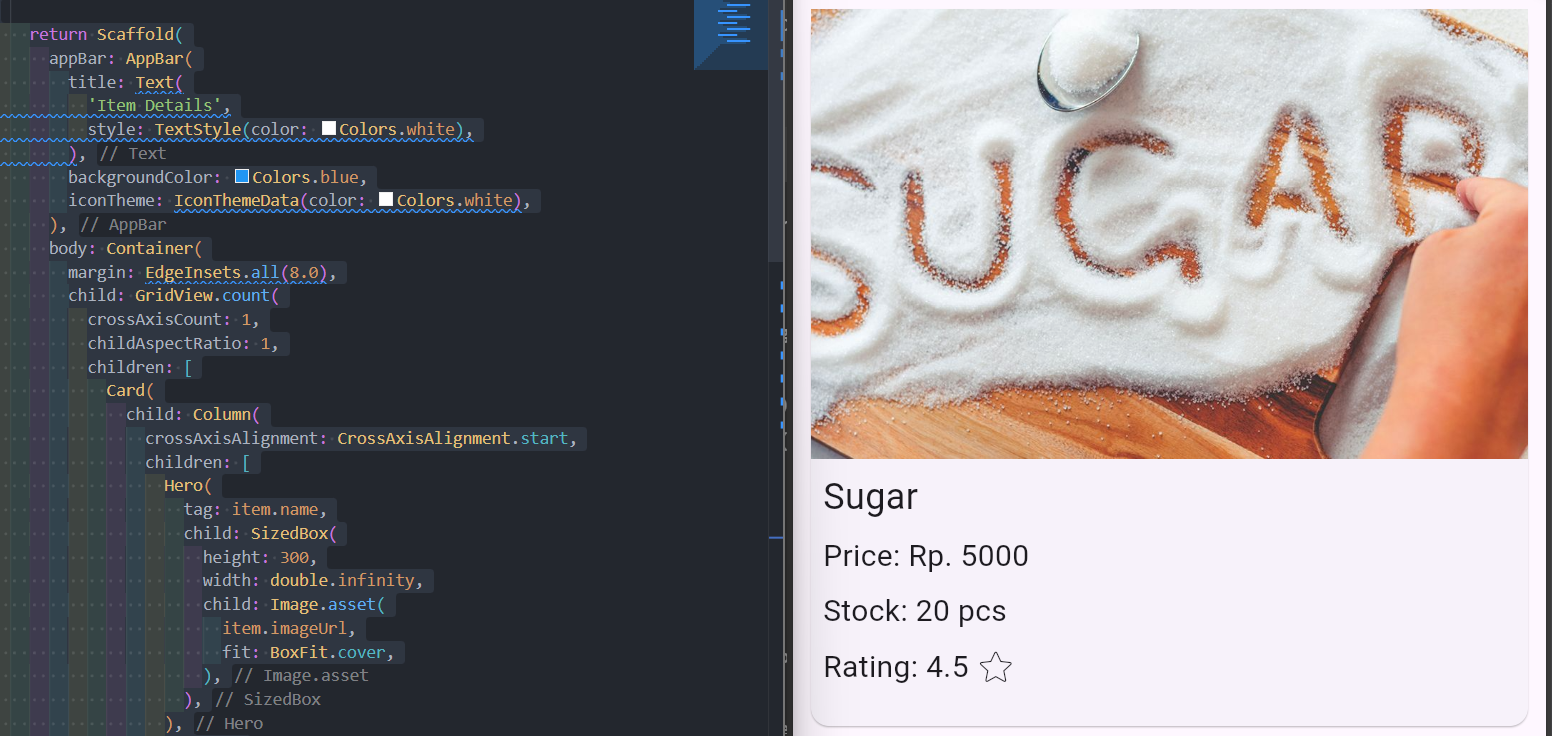 return Scaffold(
appBar: AppBar(
title: Text(
'Item Details',
style: TextStyle(color: Colors.white),
), // Text
backgroundColor: Colors.blue,
iconTheme: IconThemeData(color: Colors.white),
), // AppBar
body: Container(
margin: EdgeInsets.all(8.0),
child: GridView.count(
crossAxisCount: 1,
childAspectRatio: 1,
children: [
Card(
child: Column(
crossAxisAlignment: CrossAxisAlignment.start,
children: [
Hero(
tag: item.name,
child: SizedBox(
height: 300,
width: double.infinity,
child: Image.asset(
item.imageUrl,
fit: BoxFit.cover,
), // Image.asset
), // SizedBox
), // Hero
SUGAR
Sugar
Price: Rp. 5000
Stock: 20 pcs
Rating: 4.5